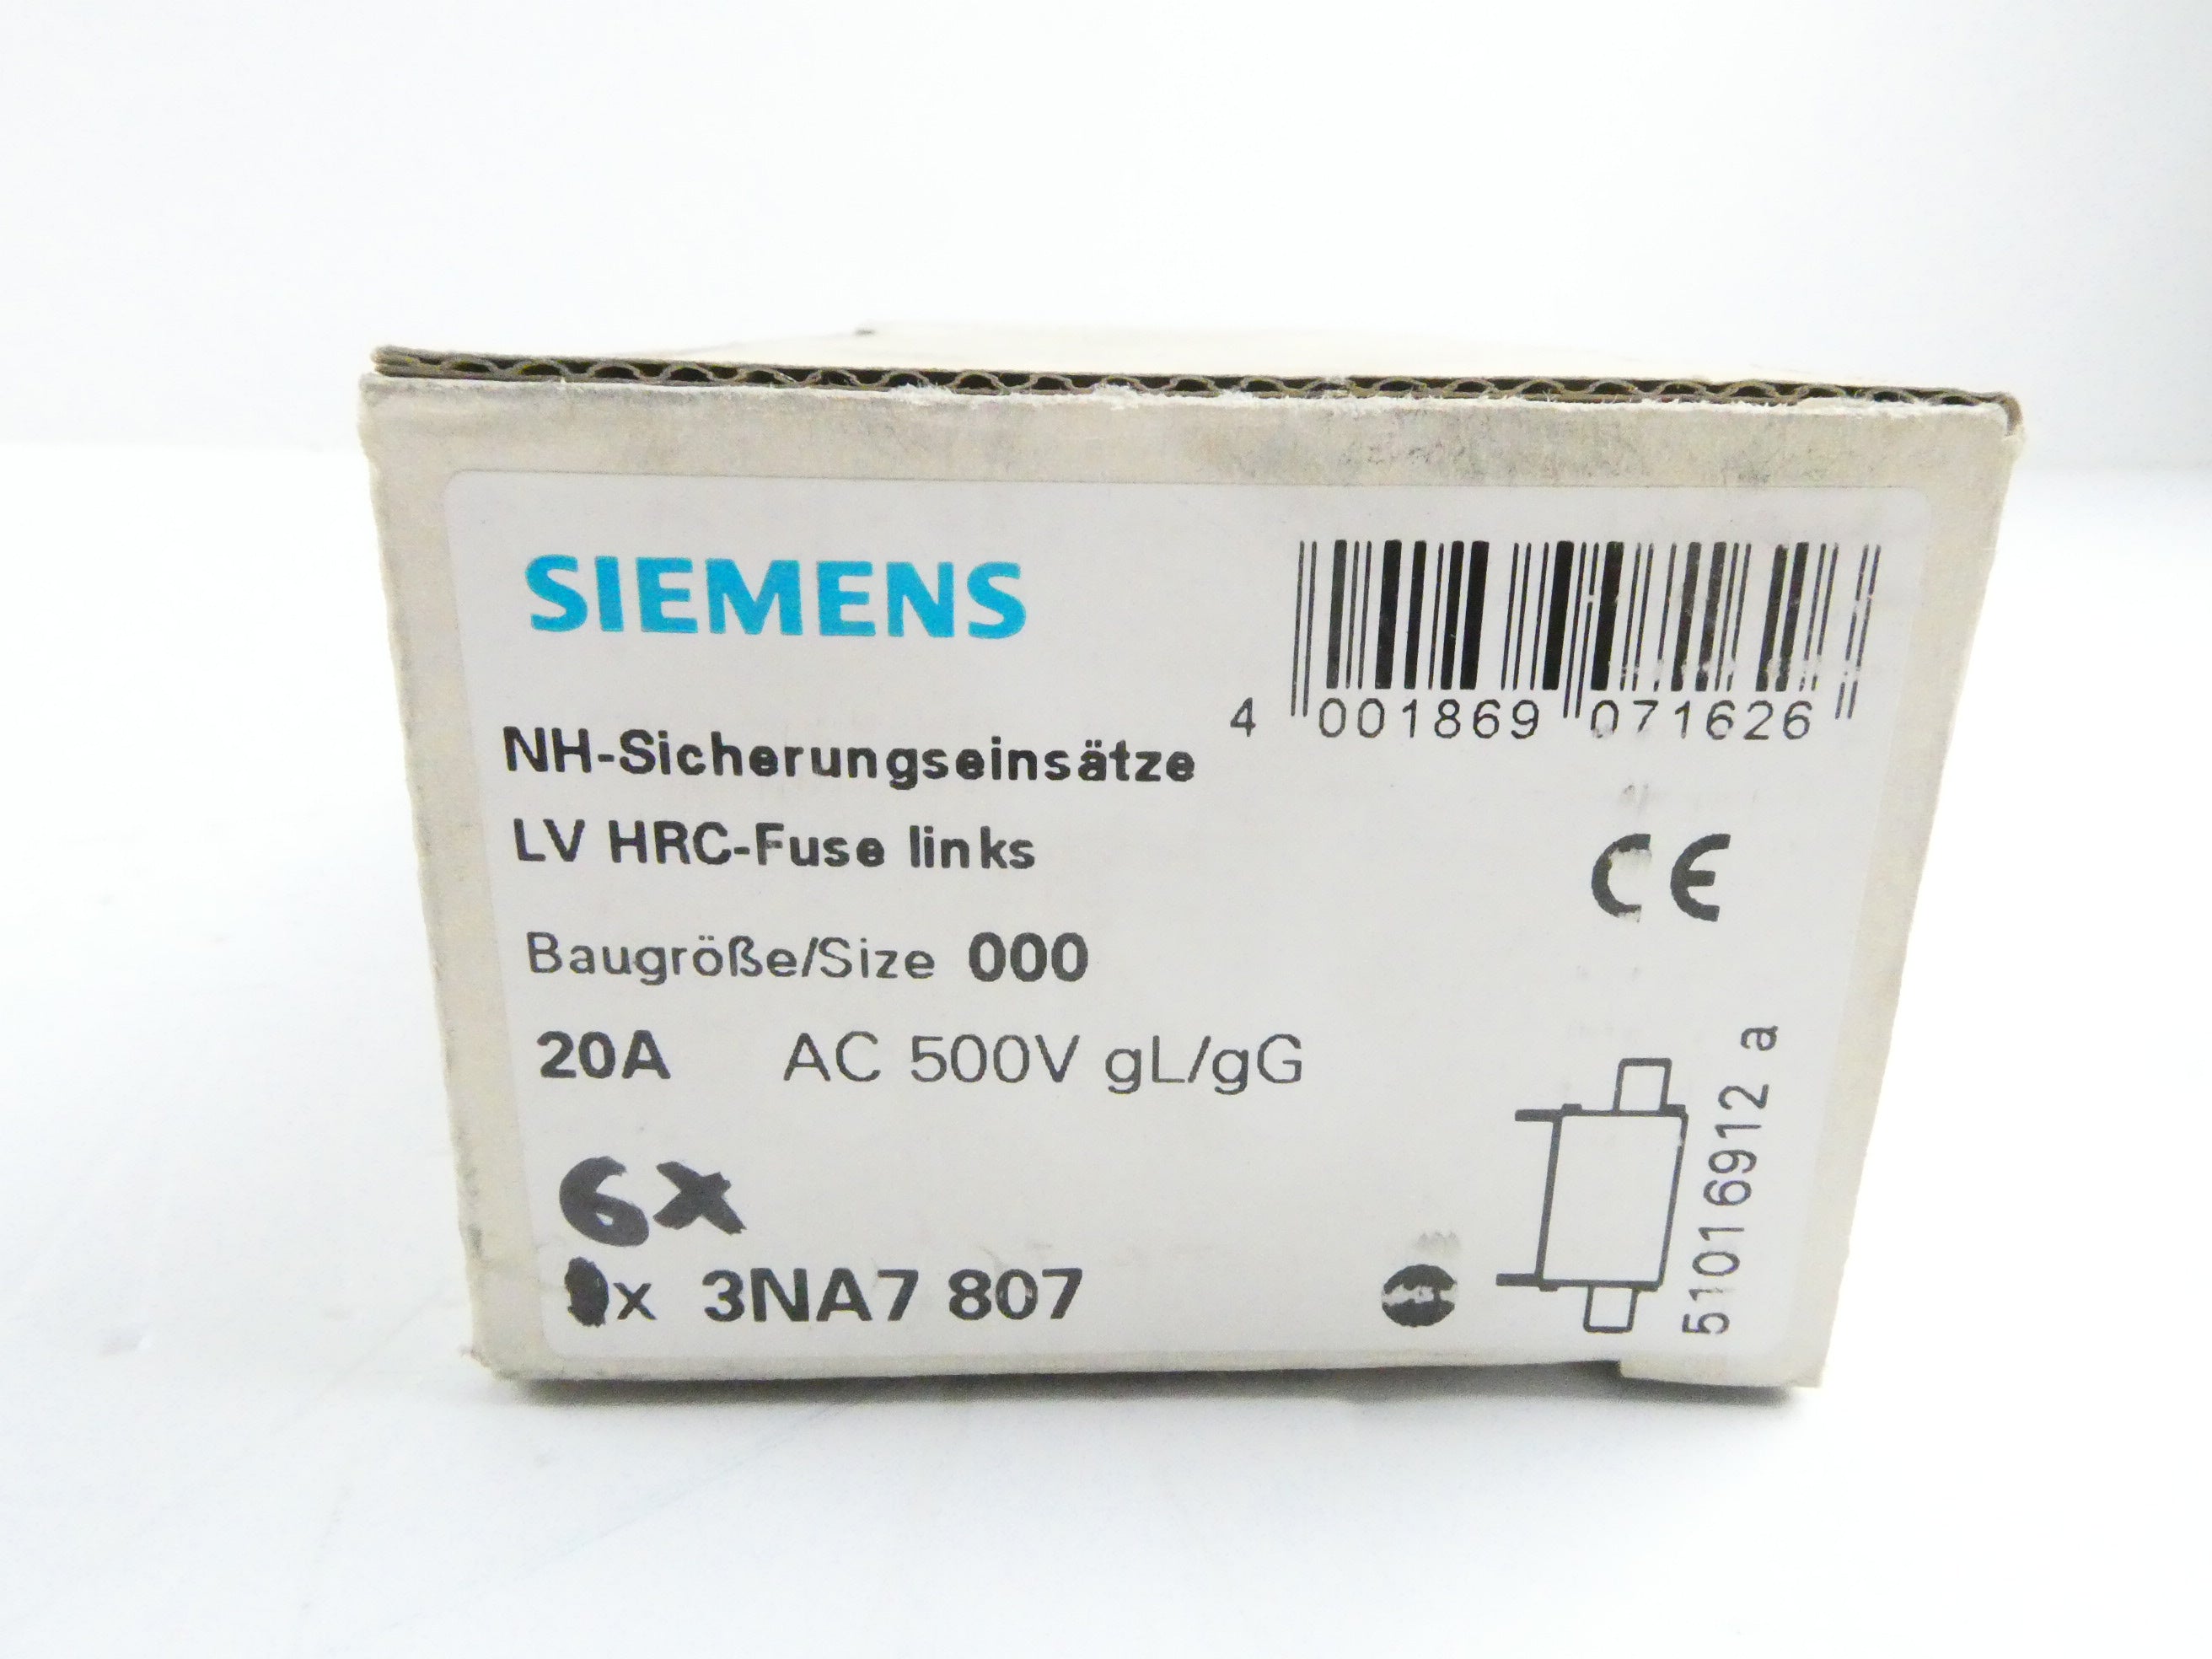 SIEMENS
4 001869 071626
NH-Sicherungseinsätze
LV HRC-Fuse links
CE
Baugröße/Size 000
20A AC 500V gL/gG
6x
x 3NA7 807
51016912 a